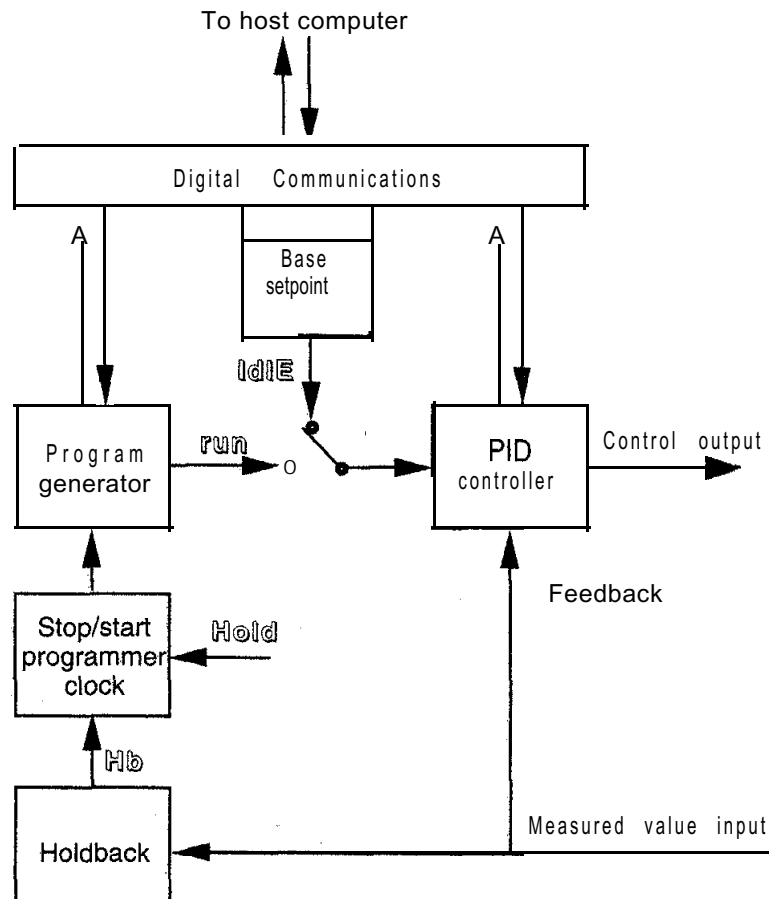 To host computer
Digital Communications
A
A
Base
setpoint
IdlE
Program
generator
run
O
PID
controller
Control output
Feedback
Stop/start
programmer
clock
Hold
Hb
Holdback
Measured value input